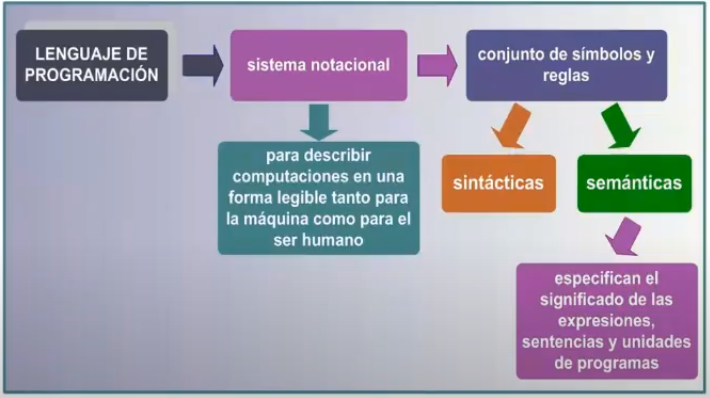 LENGUAJE DE
PROGRAMACIÓN
sistema notacional
conjunto de símbolos y
reglas
para describir
computaciones en una
forma legible tanto para
la máquina como para el
ser humano
sintácticas
semánticas
especifican el
significado de las
expresiones,
sentencias y unidades
de programas